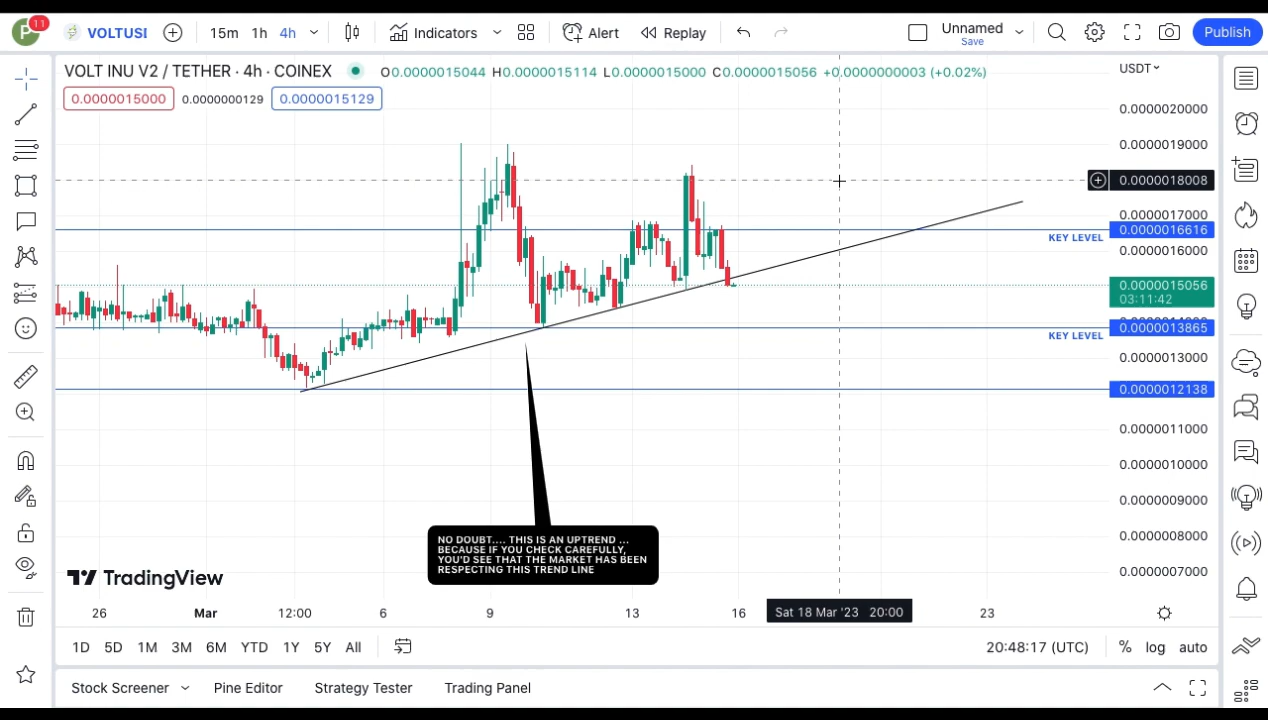 P 11 VOLTUSI 15m 1h 4h Indicators Alert Replay Unnamed Save Publish
VOLT INU V2 / TETHER · 4h · COINEX O0.0000015044 H0.0000015114 L0.0000015000 C0.0000015056 +0.0000000003 (+0.02%) USDT
0.0000015000 0.0000000129 0.0000015129
0.0000020000
0.0000019000
0.0000018008
0.0000017000
0.0000016616
KEY LEVEL
0.0000016000
0.0000015056
03:11:42
0.0000013865
KEY LEVEL
0.0000013000
0.0000012138
0.0000011000
0.0000010000
0.0000009000
0.0000008000
0.0000007000
NO DOUBT.... THIS IS AN UPTREND ...
BECAUSE IF YOU CHECK CAREFULLY,
YOU'D SEE THAT THE MARKET HAS BEEN
RESPECTING THIS TREND LINE
TradingView
26 Mar 12:00 6 9 13 16 Sat 18 Mar '23 20:00 23
1D 5D 1M 3M 6M YTD 1Y 5Y All 20:48:17 (UTC) % log auto
Stock Screener Pine Editor Strategy Tester Trading Panel